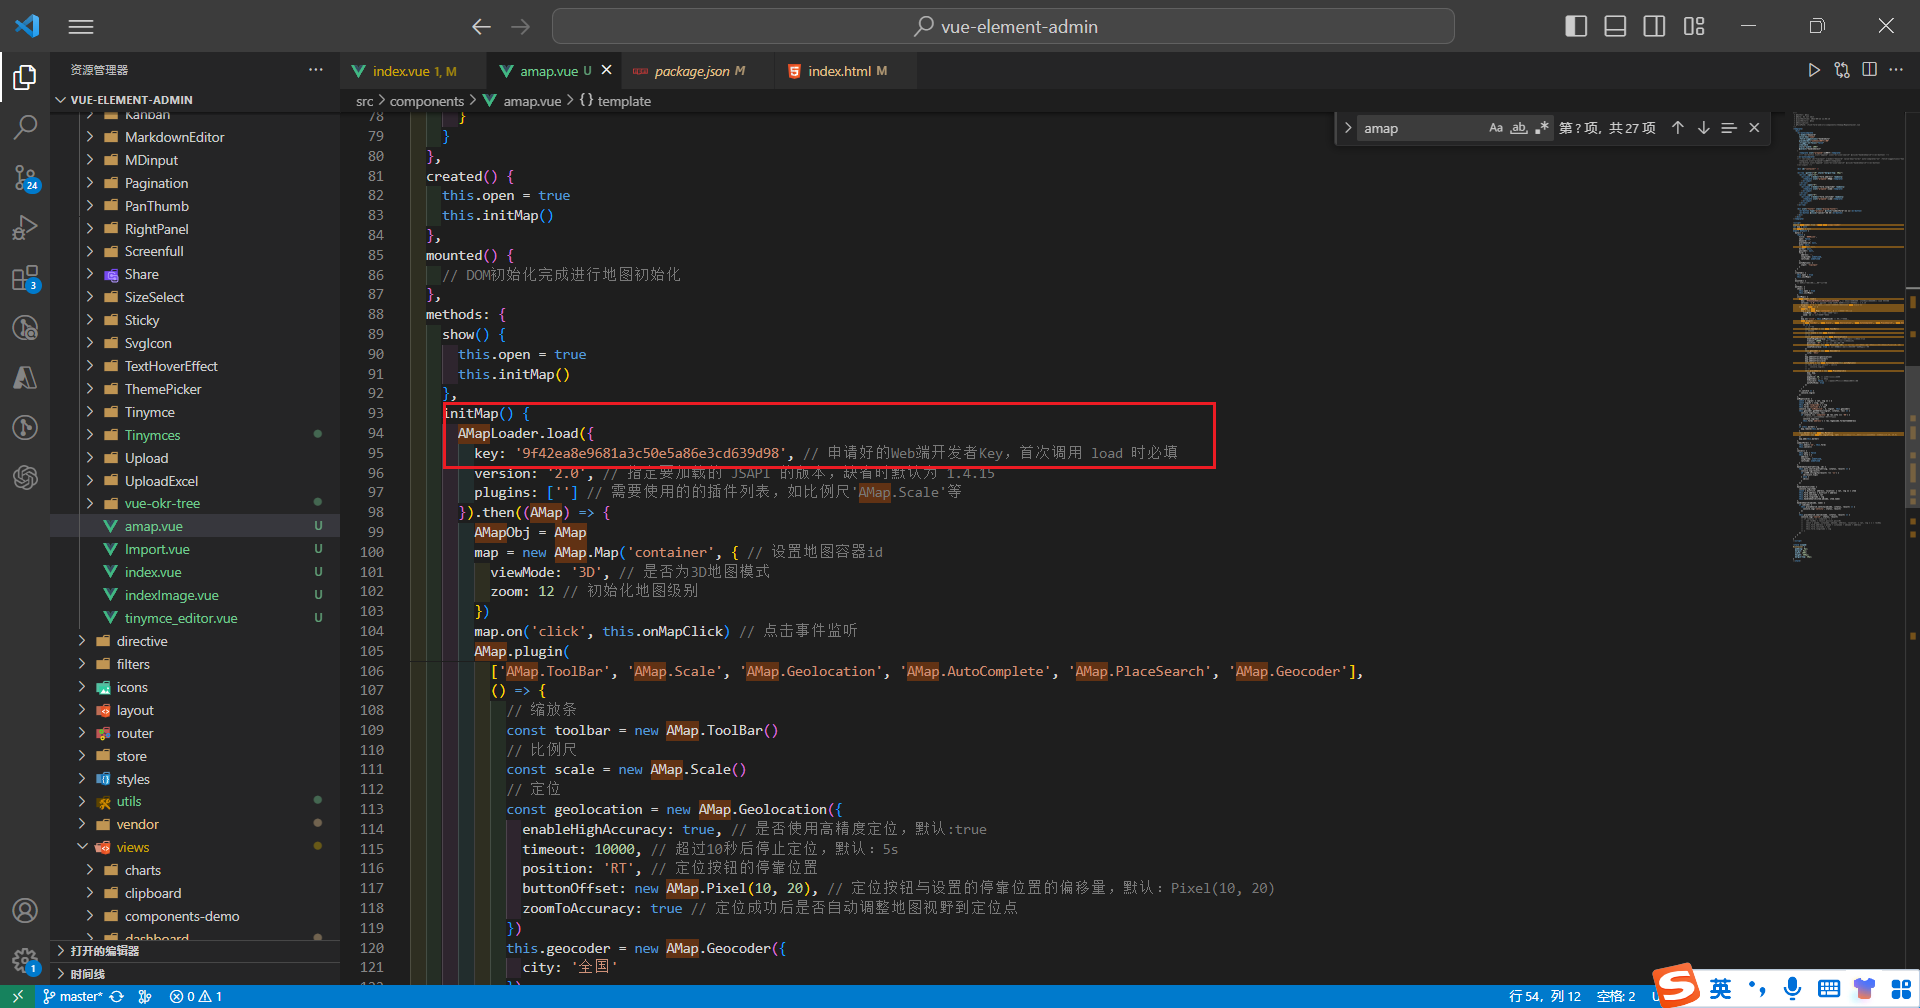 vue-element-admin
资源管理器
VUE-ELEMENT-ADMIN
Kanban
MarkdownEditor
MDinput
Pagination
PanThumb
RightPanel
Screenfull
Share
SizeSelect
Sticky
SvgIcon
TextHoverEffect
ThemePicker
Tinymce
Tinymces
Upload
UploadExcel
vue-okr-tree
amap.vue U
Import.vue U
index.vue U
indexImage.vue U
tinymce_editor.vue U
directive
filters
icons
layout
router
store
styles
utils
vendor
views
charts
clipboard
components-demo
dashboard
打开的编辑器
时间线
24
3
1
index.vue 1, M
amap.vue U
package.json M
index.html M
src > components > amap.vue > {} template
amap
Aa ab
第 ? 项, 共 27 项
78 }
79 }
80 },
81 created() {
82 this.open = true
83 this.initMap()
84 },
85 mounted() {
86 // DOM初始化完成进行地图初始化
87 },
88 methods: {
89 show() {
90 this.open = true
91 this.initMap()
92 },
93 initMap() {
94 AMapLoader.load({
95 key: '9f42ea8e9681a3c50e5a86e3cd639d98', // 申请好的Web端开发者Key，首次调用 load 时必填
96 version: '2.0', // 指定要加载的 JSAPI 的版本，缺省时默认为 1.4.15
97 plugins: [''] // 需要使用的的插件列表，如比例尺'AMap.Scale'等
98 }).then((AMap) => {
99 AMapObj = AMap
100 map = new AMap.Map('container', { // 设置地图容器id
101 viewMode: '3D', // 是否为3D地图模式
102 zoom: 12 // 初始化地图级别
103 })
104 map.on('click', this.onMapClick) // 点击事件监听
105 AMap.plugin(
106 ['AMap.ToolBar', 'AMap.Scale', 'AMap.Geolocation', 'AMap.AutoComplete', 'AMap.PlaceSearch', 'AMap.Geocoder'],
107 () => {
108 // 缩放条
109 const toolbar = new AMap.ToolBar()
110 // 比例尺
111 const scale = new AMap.Scale()
112 // 定位
113 const geolocation = new AMap.Geolocation({
114 enableHighAccuracy: true, // 是否使用高精度定位，默认:true
115 timeout: 10000, // 超过10秒后停止定位，默认：5s
116 position: 'RT', // 定位按钮的停靠位置
117 buttonOffset: new AMap.Pixel(10, 20), // 定位按钮与设置的停靠位置的偏移量，默认：Pixel(10, 20)
118 zoomToAccuracy: true // 定位成功后是否自动调整地图视野到定位点
119 })
120 this.geocoder = new AMap.Geocoder({
121 city: '全国'
master* 0 1
行 54，列 12 空格: 2
S 英